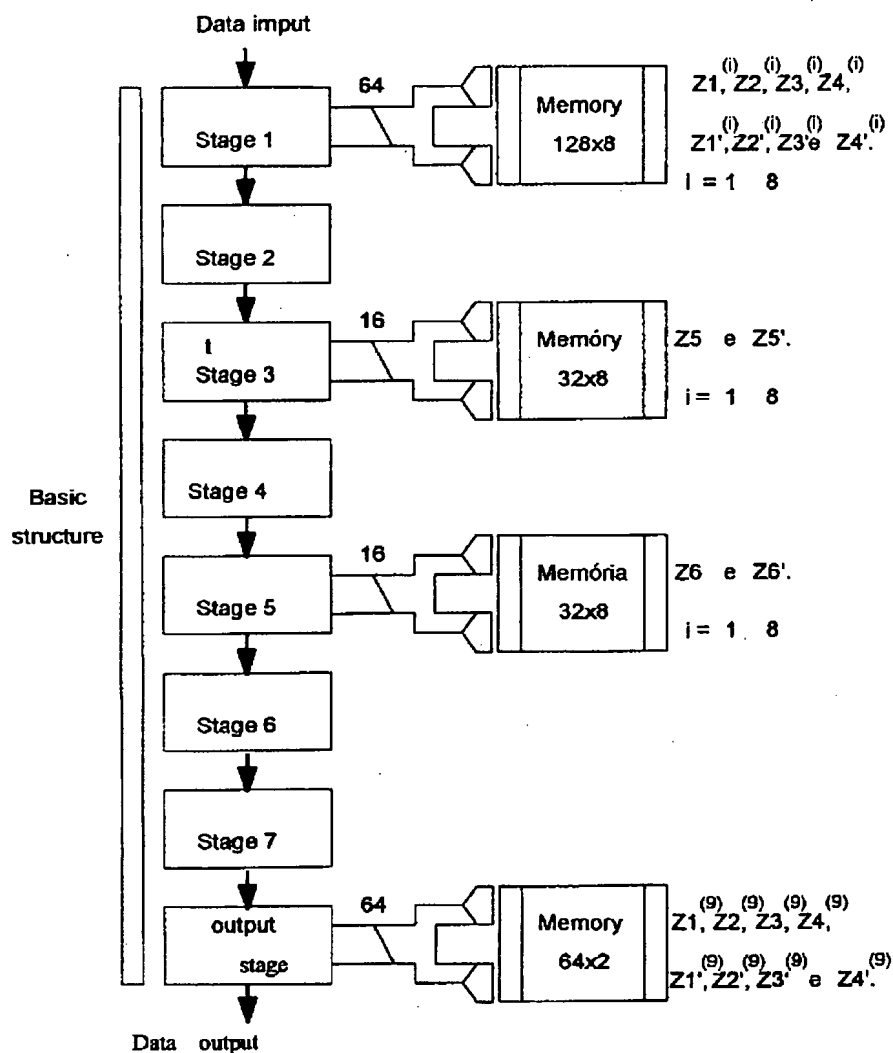 Data imput
64
Stage 1
Memory
128x8
Z1,(i) Z2,(i) Z3,(i) Z4,(i)
Z1',(i) Z2',(i) Z3'(i) e Z4'.(i)
i = 1 8
Stage 2
16
t
Stage 3
Memóry
32x8
Z5 e Z5'.
i = 1 8
Stage 4
Basic
structure
16
Stage 5
Memória
32x8
Z6 e Z6'.
i = 1 8
Stage 6
Stage 7
64
output
stage
Memory
64x2
Z1,(9) Z2,(9) Z3,(9) Z4,(9)
Z1',(9) Z2',(9) Z3'(9) e Z4'.(9)
Data output